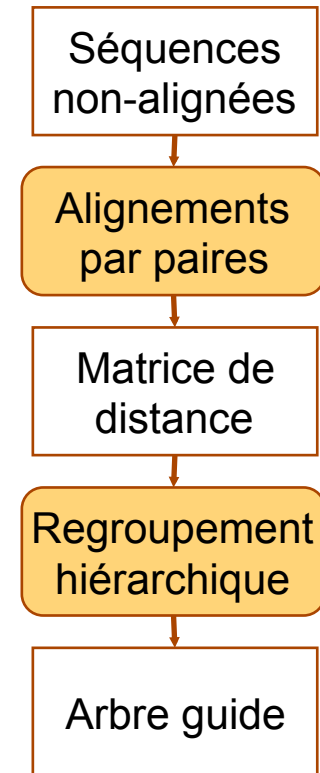 Séquences
non-alignées
Alignements
par paires
Matrice de
distance
Regroupement
hiérarchique
Arbre guide